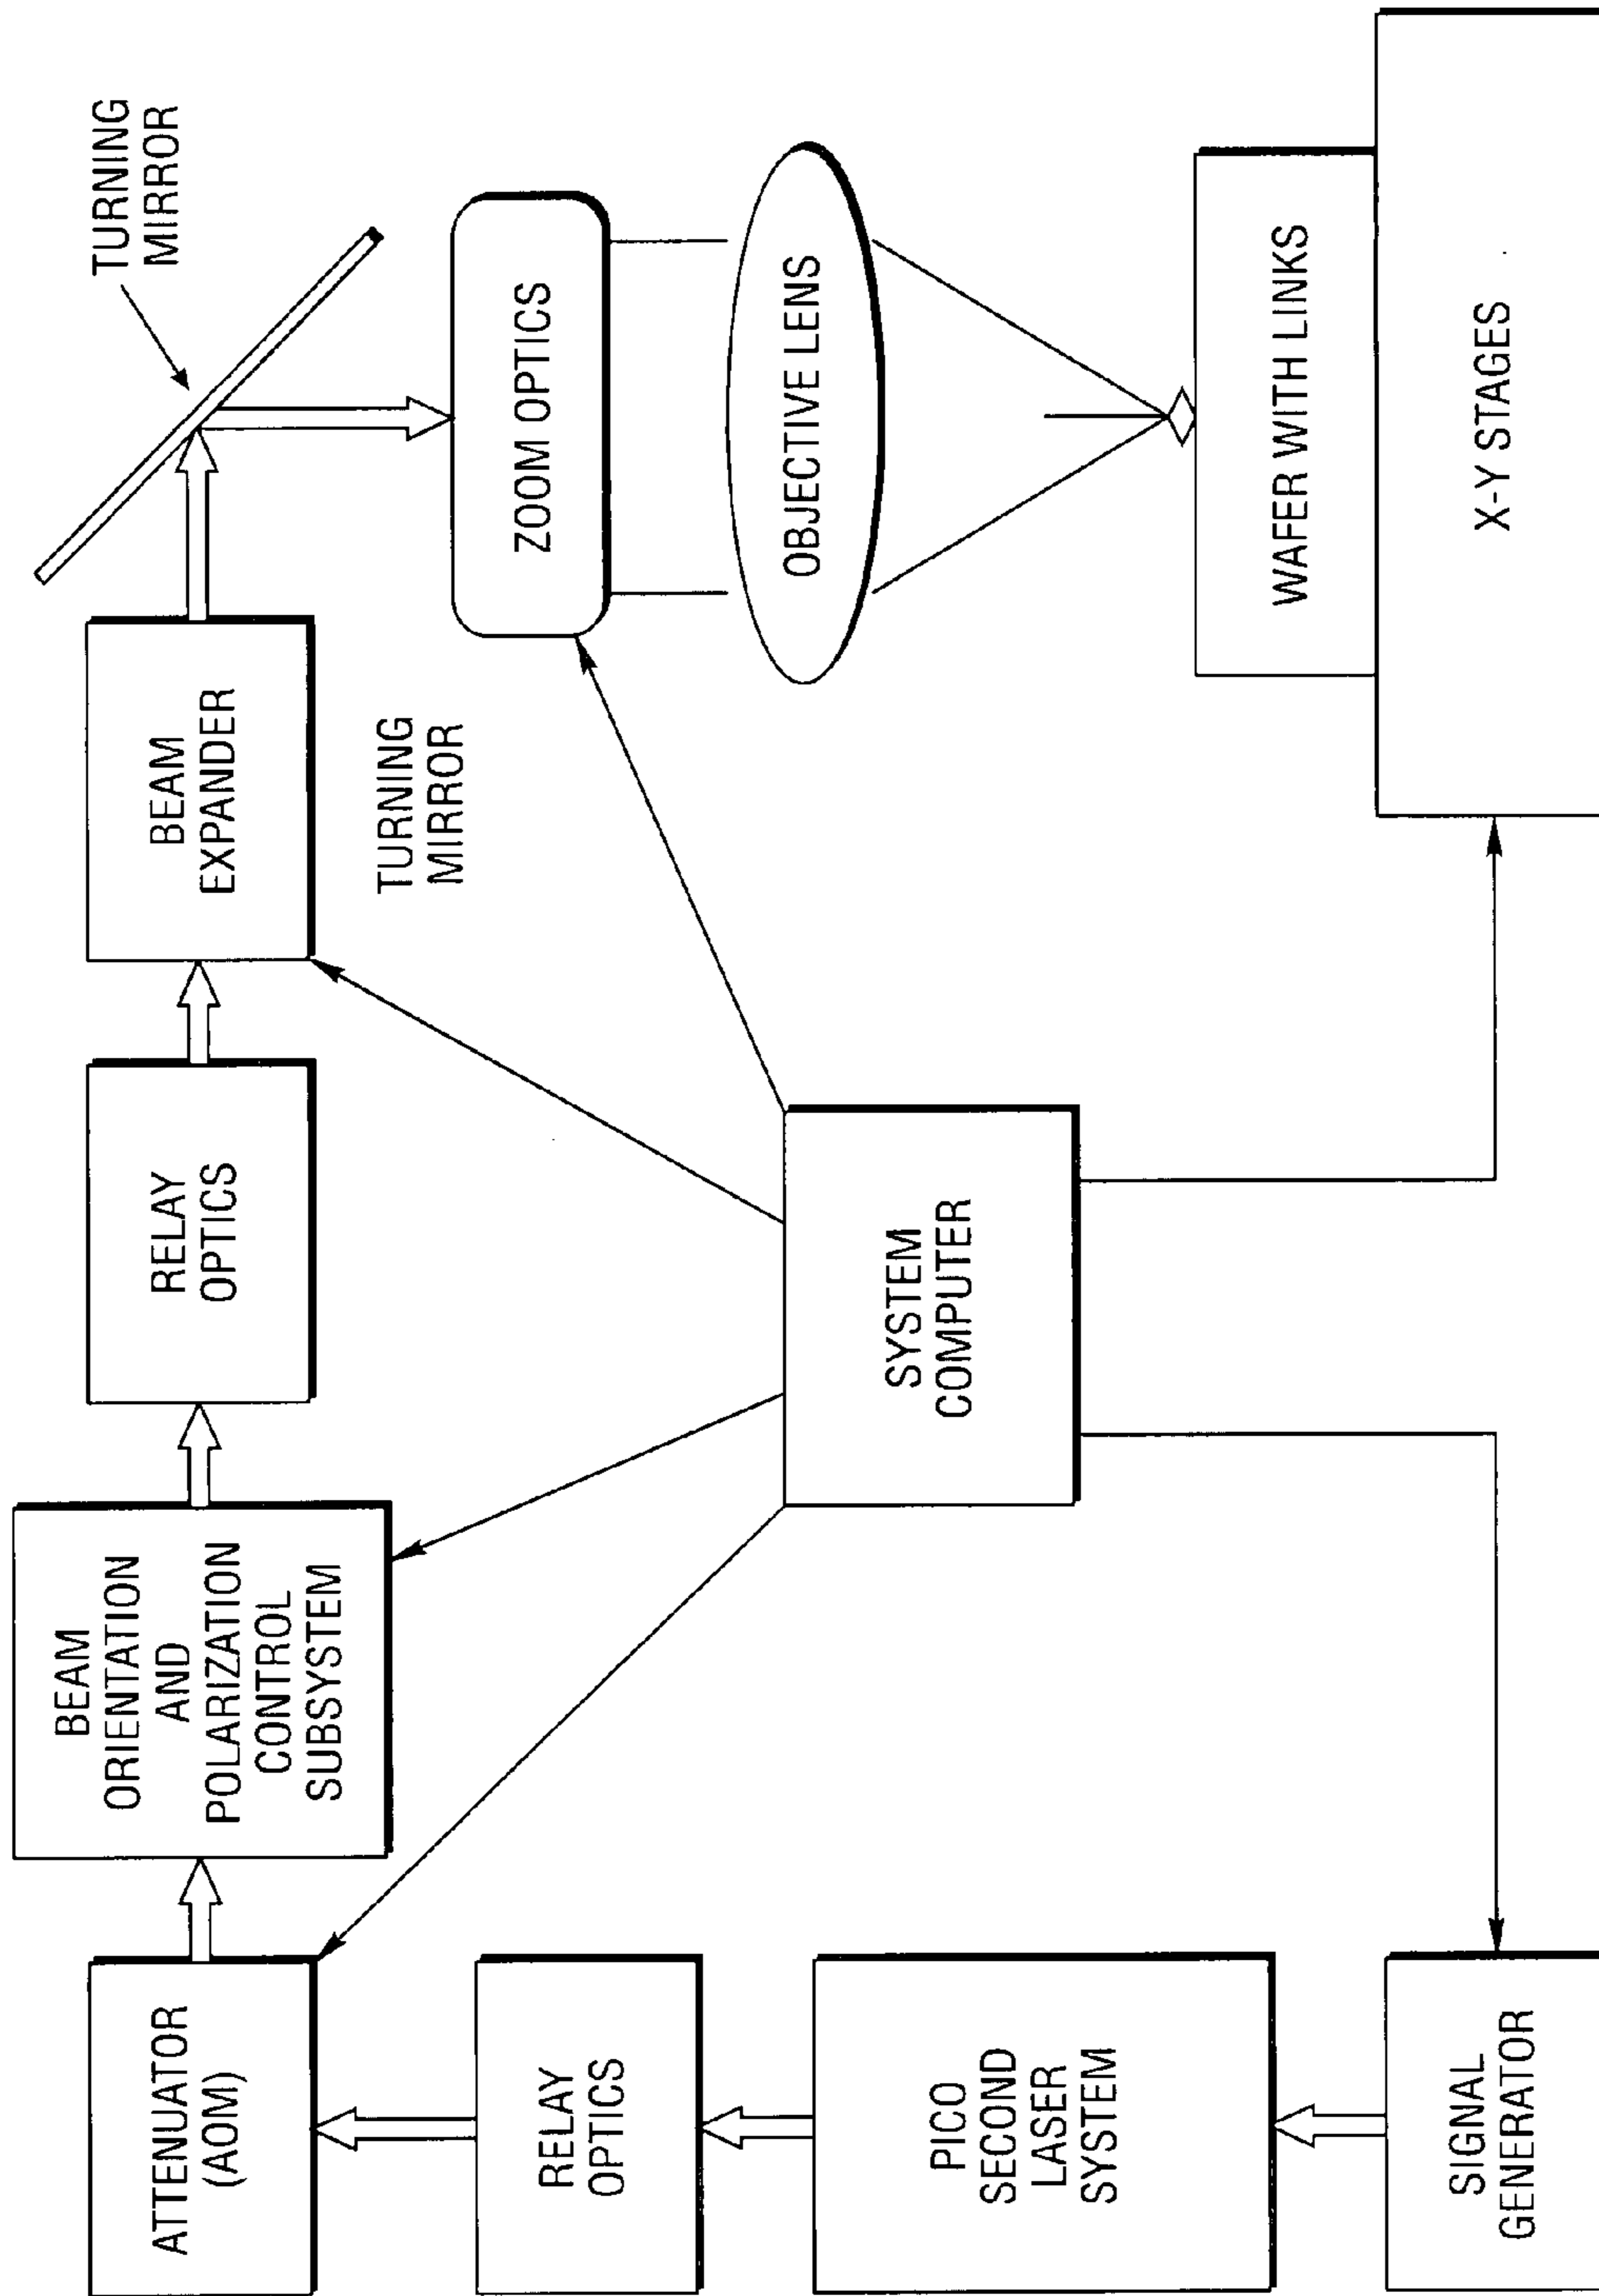 ATTENUATOR
(AOM)
BEAM
ORIENTATION
AND
POLARIZATION
CONTROL
SUBSYSTEM
RELAY
OPTICS
BEAM
EXPANDER
TURNING
MIRROR
TURNING
MIRROR
RELAY
OPTICS
ZOOM OPTICS
PICO
SECOND
LASER
SYSTEM
SYSTEM
COMPUTER
OBJECTIVE LENS
SIGNAL
GENERATOR
WAFER WITH LINKS
X-Y STAGES